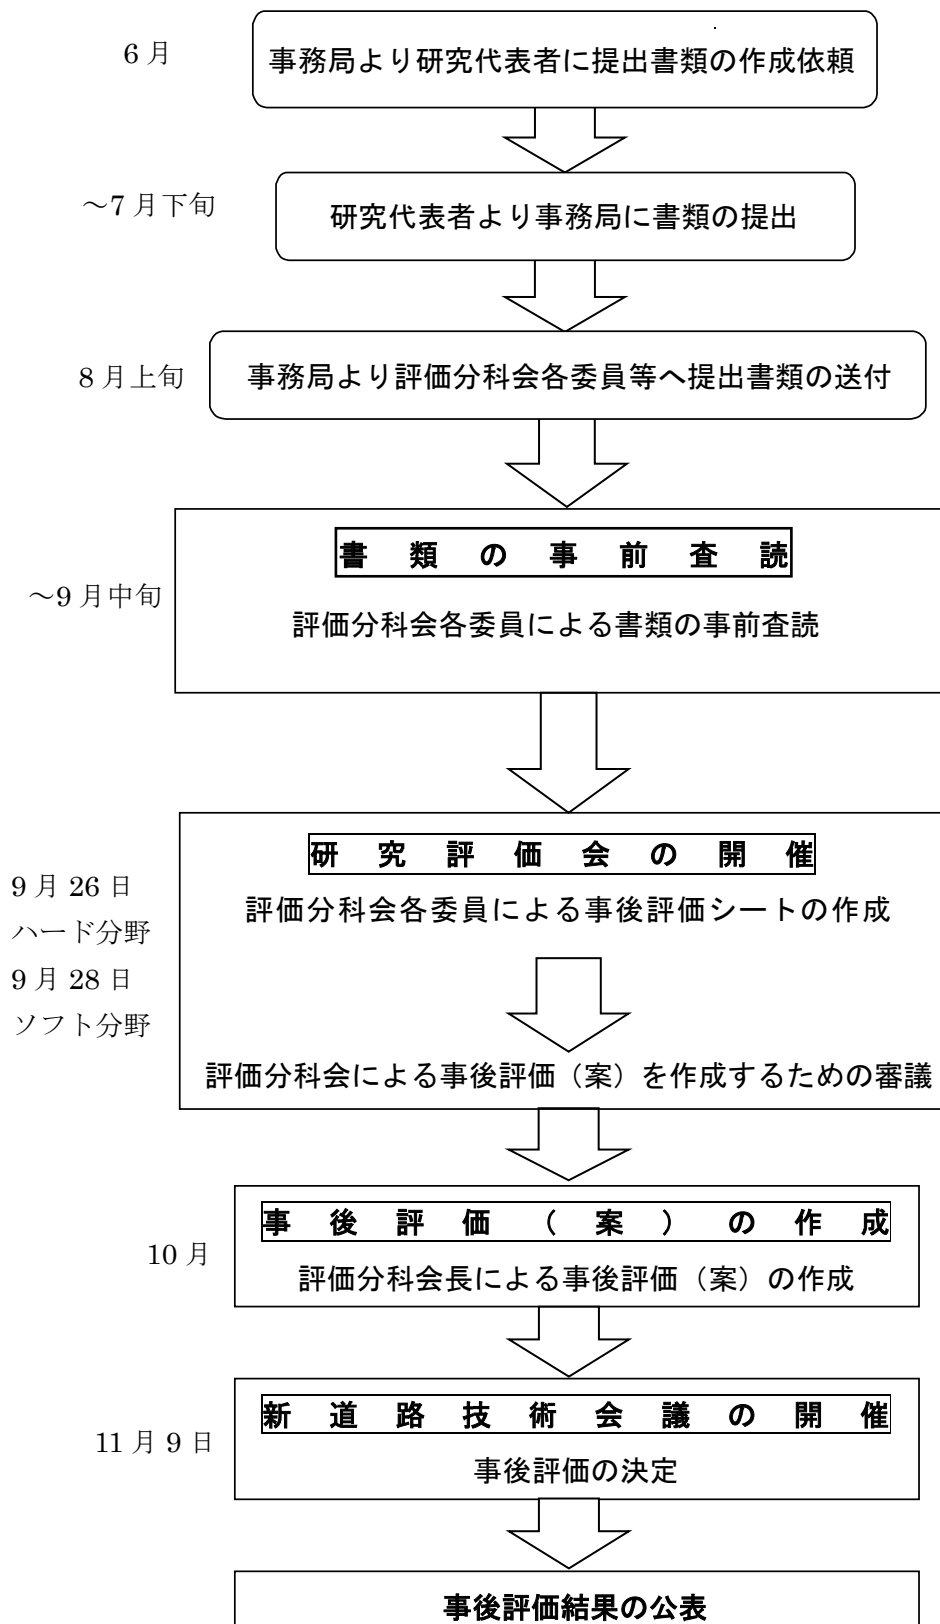 6 月
事務局より研究代表者に提出書類の作成依頼
～7 月下旬
研究代表者より事務局に書類の提出
8 月上旬
事務局より評価分科会各委員等へ提出書類の送付
書類の事前査読
～9 月中旬
評価分科会各委員による書類の事前査読
研究評価会の開催
9 月 26 日
ハード分野
9 月 28 日
ソフト分野
評価分科会各委員による事後評価シートの作成
評価分科会による事後評価（案）を作成するための審議
事後評価（案）の作成
10 月
評価分科会長による事後評価（案）の作成
新道路技術会議の開催
11 月 9 日
事後評価の決定
事後評価結果の公表